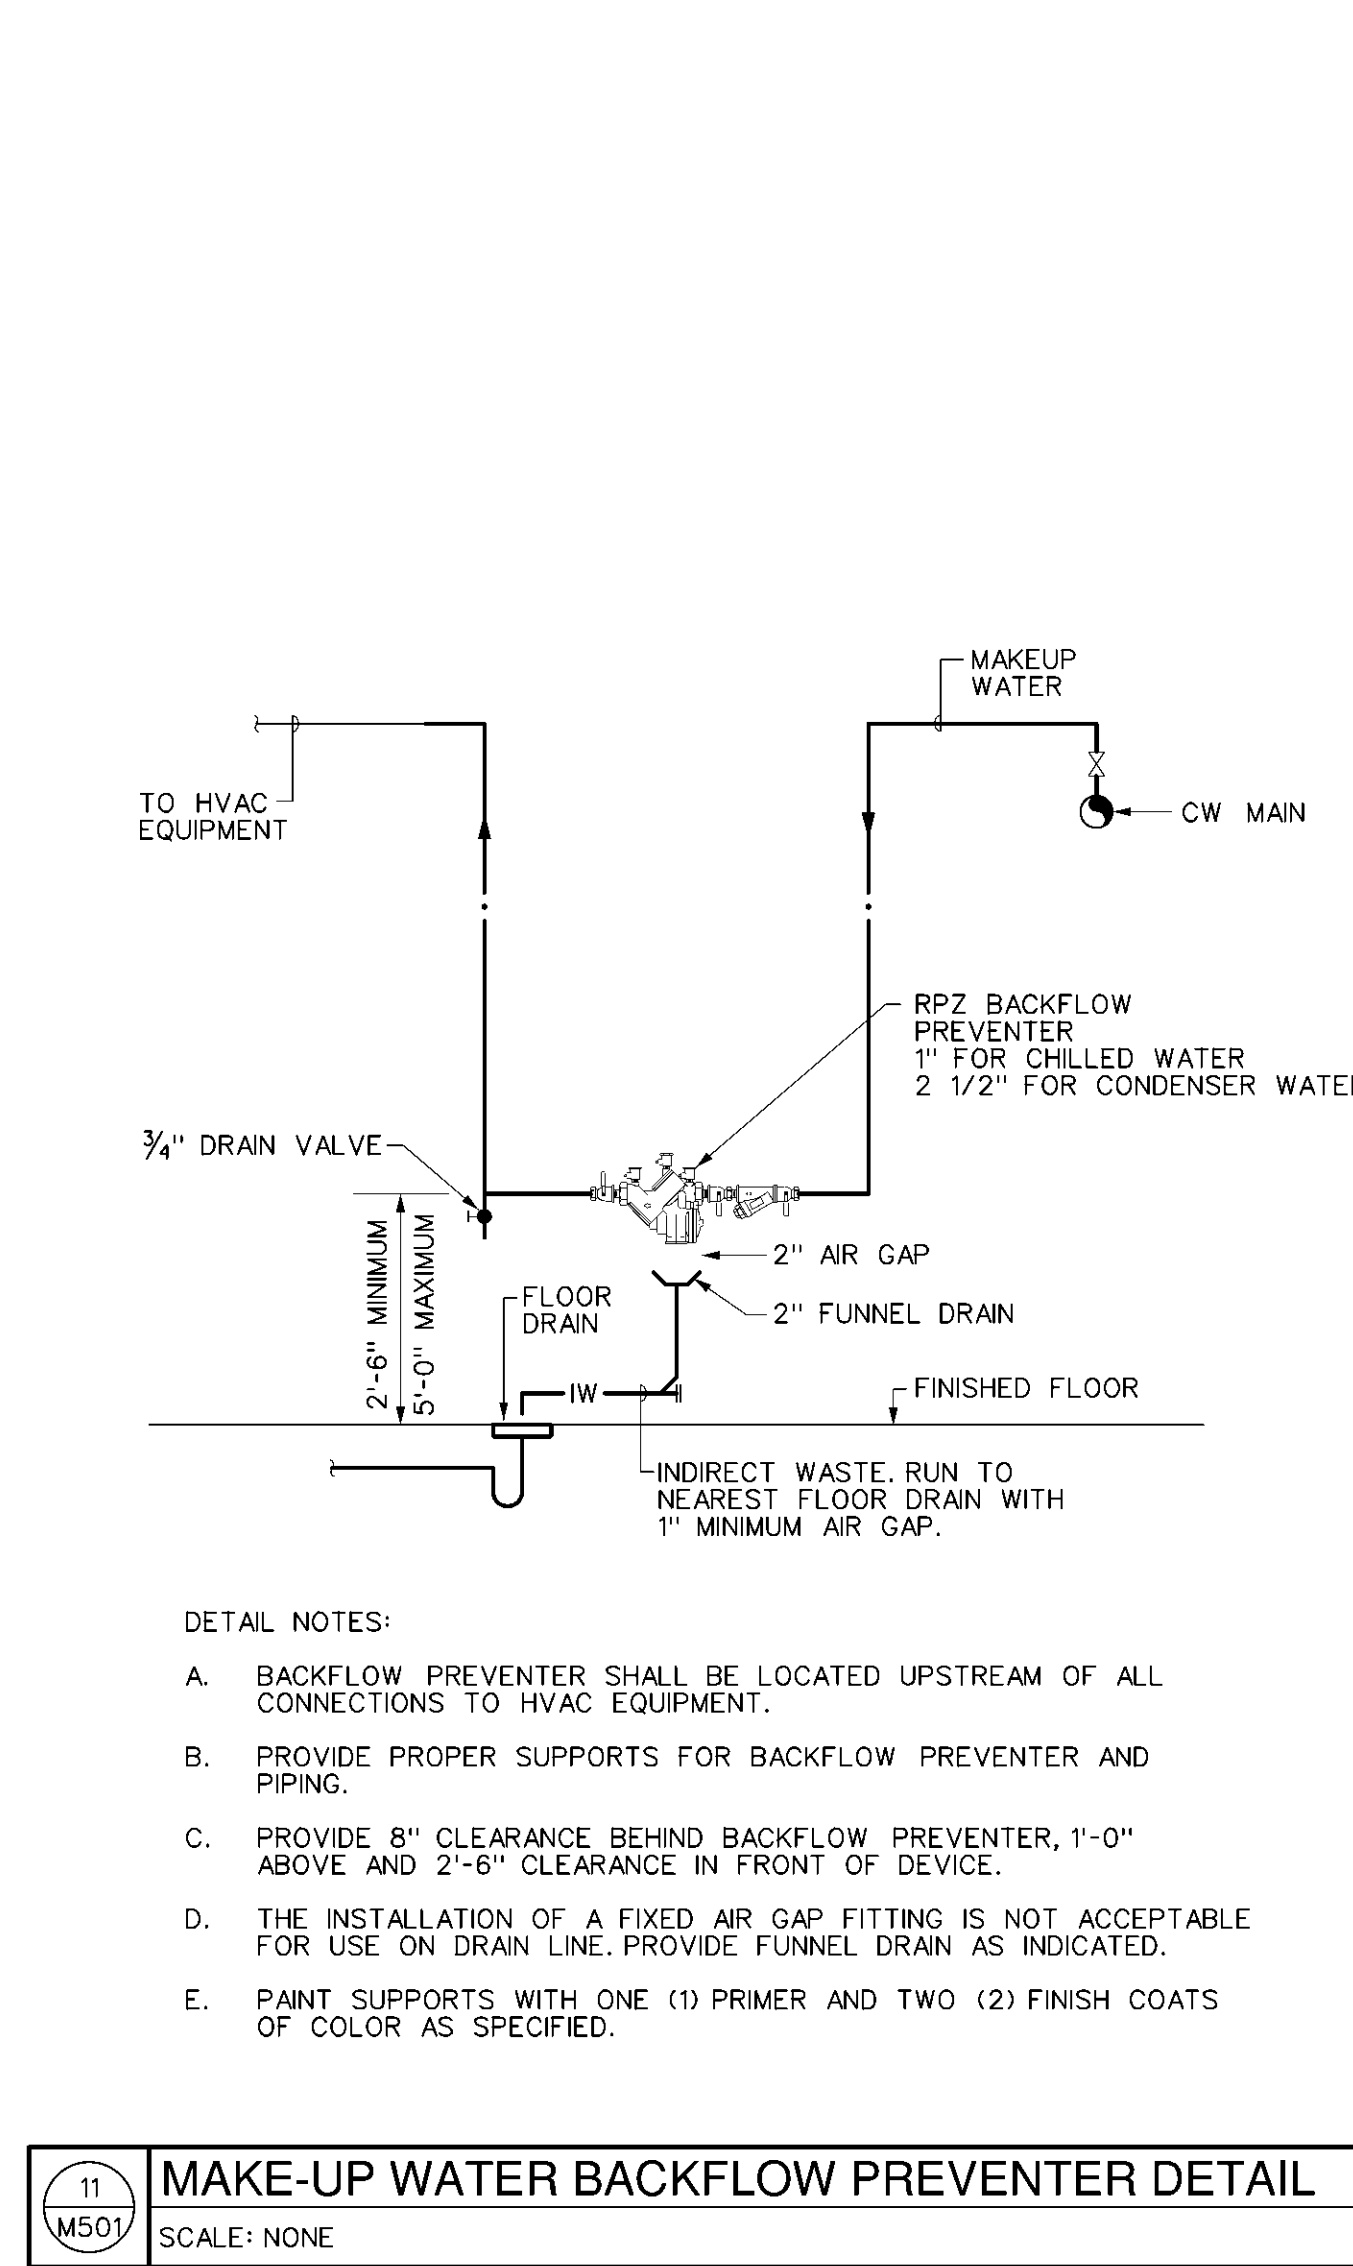 MAKEUP
WATER
TO HVAC
EQUIPMENT
CW MAIN
RPZ BACKFLOW
PREVENTER
1" FOR CHILLED WATER
2 1/2" FOR CONDENSER
3/4" DRAIN VALVE
2'-6" MINIMUM
5'-0" MAXIMUM
2" AIR GAP
FLOOR
DRAIN
2" FUNNEL DRAIN
IW
FINISHED FLOOR
INDIRECT WASTE. RUN TO
NEAREST FLOOR DRAIN WITH
1" MINIMUM AIR GAP.
DETAIL NOTES:
A. BACKFLOW PREVENTER SHALL BE LOCATED UPSTREAM OF ALL
CONNECTIONS TO HVAC EQUIPMENT.
B. PROVIDE PROPER SUPPORTS FOR BACKFLOW PREVENTER AND
PIPING.
C. PROVIDE 8" CLEARANCE BEHIND BACKFLOW PREVENTER, 1'-0"
ABOVE AND 2'-6" CLEARANCE IN FRONT OF DEVICE.
D. THE INSTALLATION OF A FIXED AIR GAP FITTING IS NOT ACCEPTABLE
FOR USE ON DRAIN LINE. PROVIDE FUNNEL DRAIN AS INDICATED.
E. PAINT SUPPORTS WITH ONE (1) PRIMER AND TWO (2) FINISH COATS
OF COLOR AS SPECIFIED.
11
M501
MAKE-UP WATER BACKFLOW PREVENTER DETAIL
SCALE: NONE